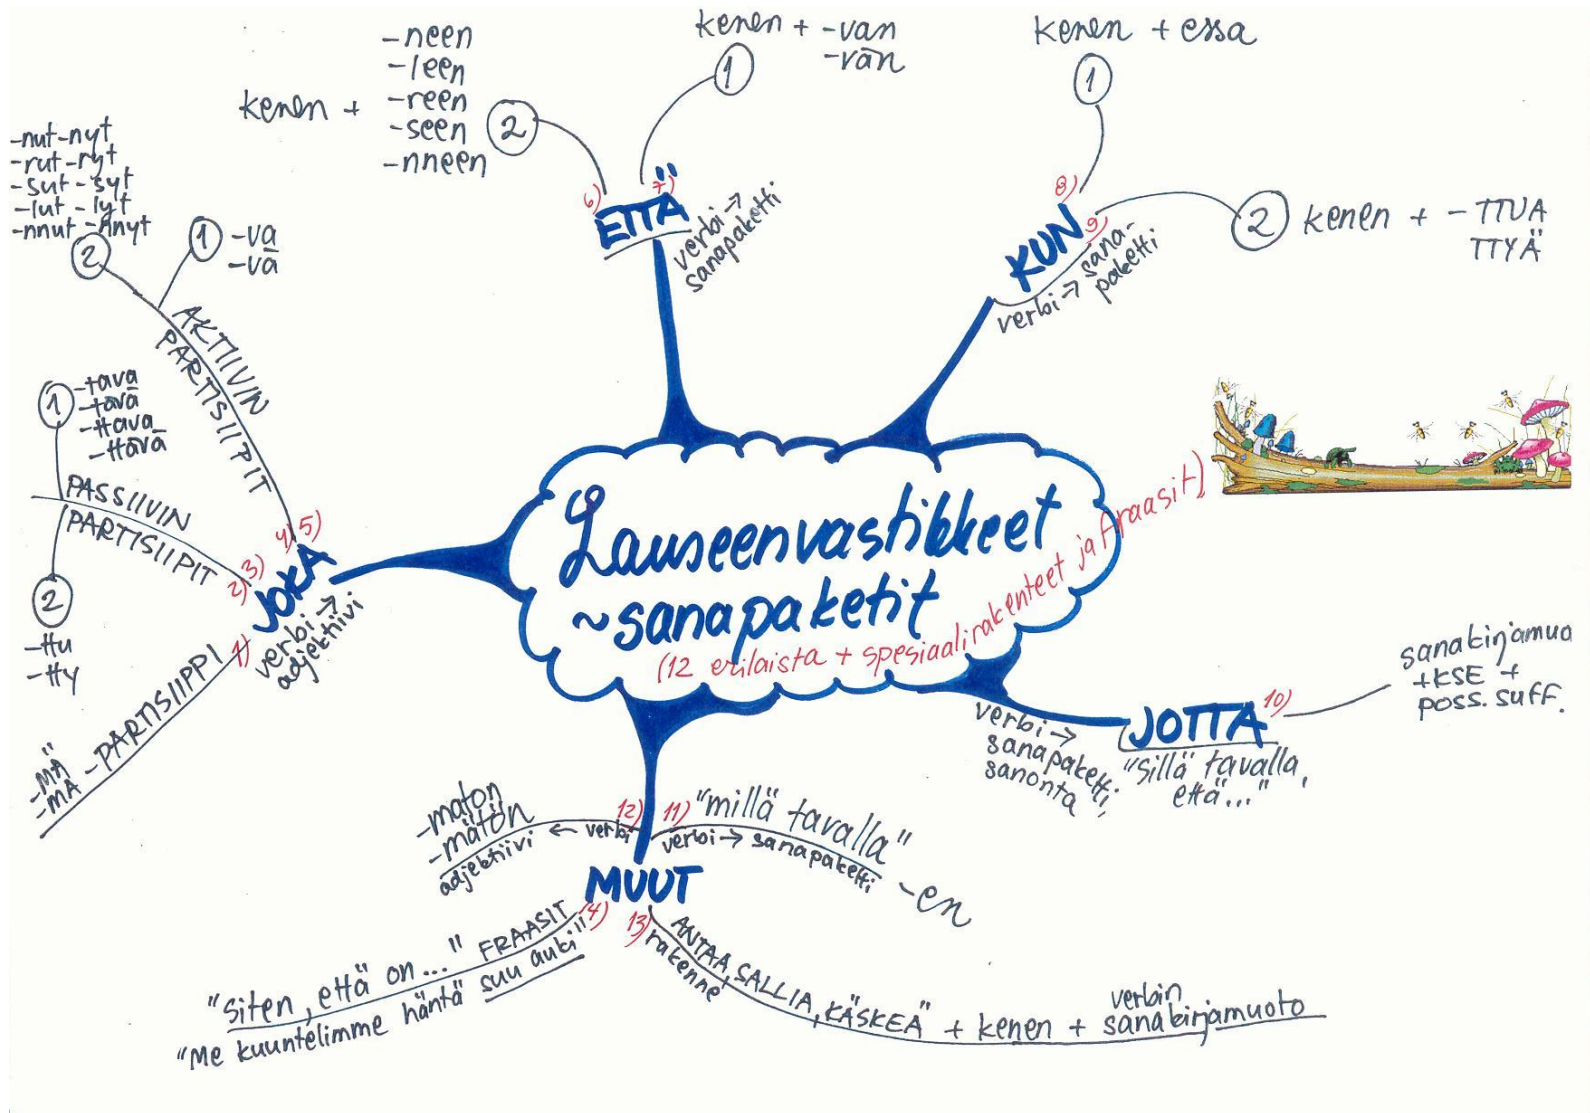 Lauseenvastikkeet
~sanapaketit
(12 erilaista + spesiaalirakenteet ja fraasit)
JOKA
verbi →
adjektiivi
1)
-MÄ
-MA -PARTISIIPPI
2) 3)
PASSIIVIN
PARTISIIPIT
1
-tava
-tavä
-ttava
-ttävä
2
-ttu
-tty
4) 5)
AKTIIVIN
PARTISIIPIT
1
-va
-vä
2
-nut -nyt
-rut -ryt
-sut -syt
-lut -lyt
-nnut -nnyt
ETTÄ
verbi →
sanapaketti
6)
2
kenen +
-neen
-leen
-reen
-seen
-nneen
7)
1
kenen + -van
-vän
KUN
verbi → sana-
paketti
8)
1
kenen + essa
9)
2
kenen + -TTUA
TTYÄ
JOTTA
10)
verbi →
sanapaketti,
sanonta
"sillä tavalla,
että..."
sanakirjamuo
+KSE +
poss. suff.
MUUT
11)
"millä tavalla"
verbi → sanapaketti
-en
12)
-maton
-mätön
verbi
adjektiivi ←
13)
ANTAA, SALLIA, KÄSKEÄ" + kenen + verbin
sanakirjamuoto
rakenne
14)
"siten, että on..." FRAASIT
"Me kuuntelimme häntä suu auki"